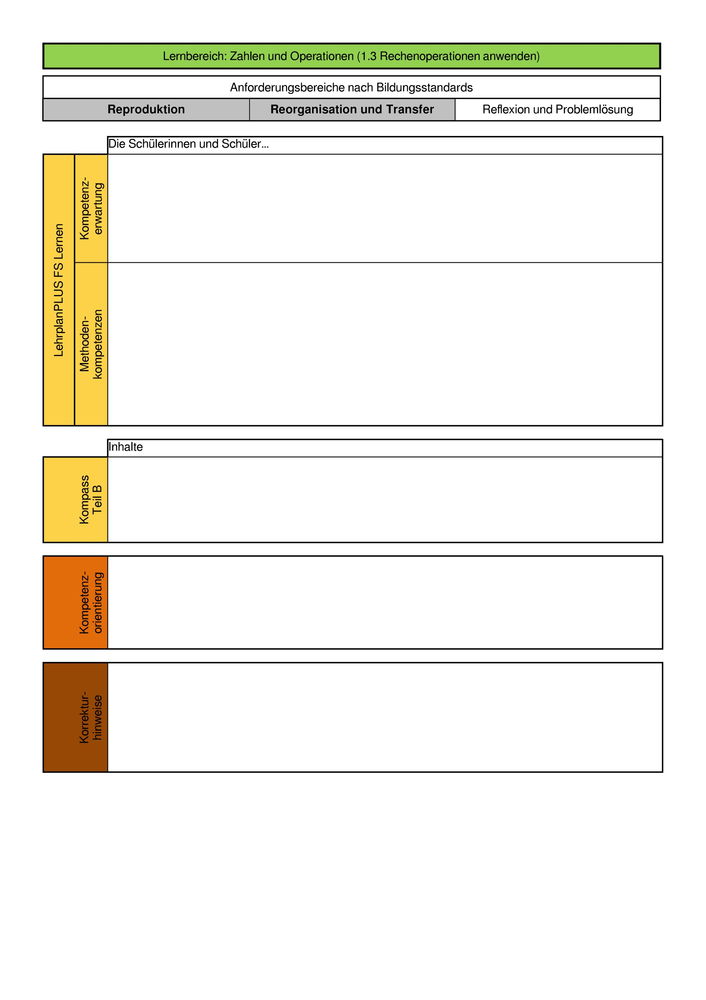 Lernbereich: Zahlen und Operationen (1.3 Rechenoperationen anwenden)
Anforderungsbereiche nach Bildungsstandards
Reproduktion
Reorganisation und Transfer
Reflexion und Problemlösung
Die Schülerinnen und Schüler...
LehrplanPLUS FS Lernen
Kompetenz-
erwartung
Methoden-
kompetenzen
Inhalte
Kompass
Teil B
Kompetenz-
orientierung
Korrektur-
hinweise